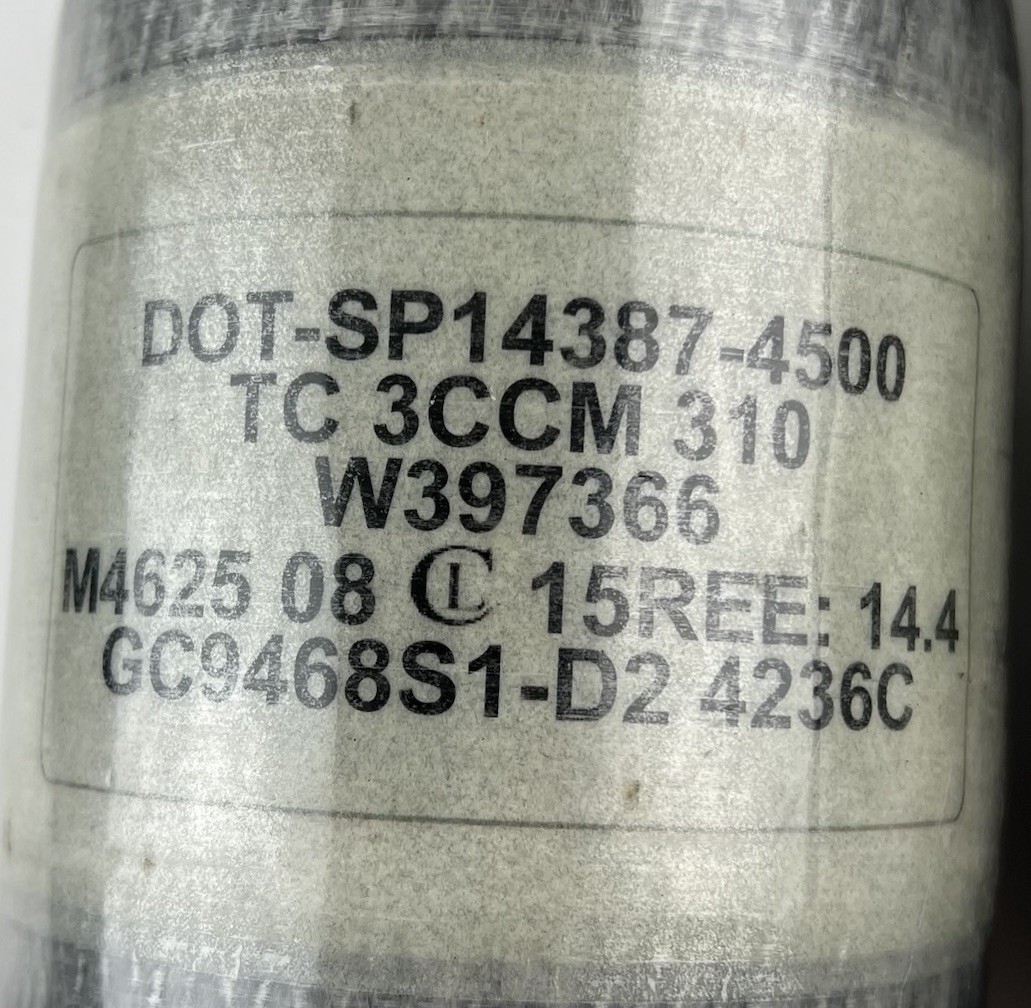 DOT-SP14387-4500
TC 3CCM 310
W397366
M4625 08 CL 15REE: 14.4
GC9468S1-D2 4236C